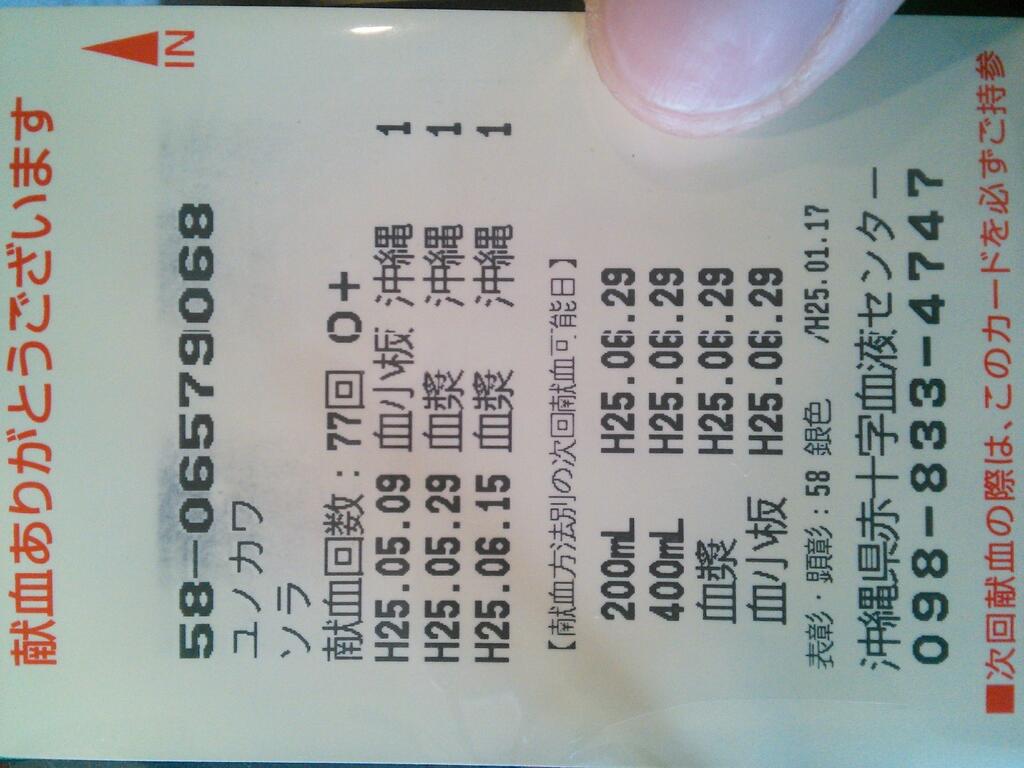 IN
献血ありがとうございます
58-06579068
ユノカワ
ソラ
献血回数：77回 O+
H25.05.09 血小板 沖縄 1
H25.05.29 血漿 沖縄 1
H25.06.15 血漿 沖縄 1
【献血方法別の次回献血可能日】
200mL H25.06.29
400mL H25.06.29
血漿 H25.06.29
血小板 H25.06.29
表彰・顕彰：58 銀色 /H25.01.17
沖縄県赤十字血液センター
098-833-4747
■次回献血の際は、このカードを必ずご持参